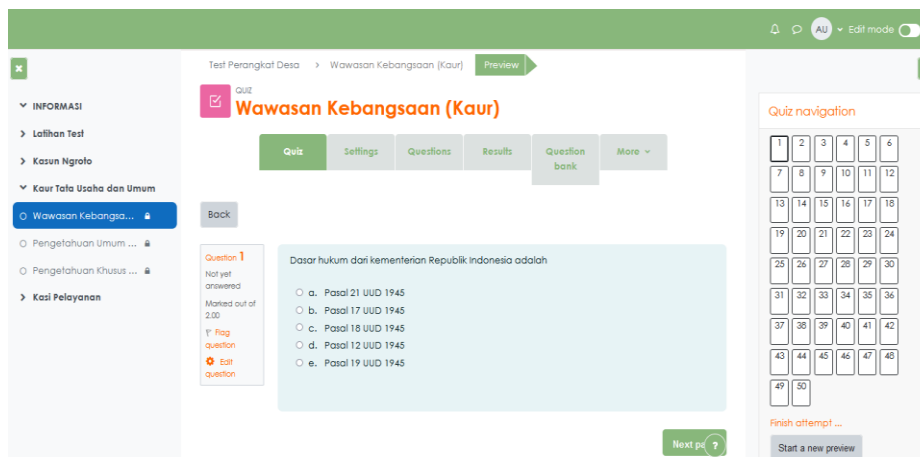 AU Edit mode
Test Perangkat Desa > Wawasan Kebangsaan (Kaur) Preview
QUIZ
Wawasan Kebangsaan (Kaur)
INFORMASI
Latihan Test
Kasun Ngroto
Kaur Tata Usaha dan Umum
Wawasan Kebangsa...
Pengetahuan Umum ...
Pengetahuan Khusus ...
Kasi Pelayanan
Quiz Settings Questions Results Question bank More
Back
Question 1
Not yet
answered
Marked out of
2.00
Flag
question
Edit
question
Dasar hukum dari kementerian Republik Indonesia adalah
a. Pasal 21 UUD 1945
b. Pasal 17 UUD 1945
c. Pasal 18 UUD 1945
d. Pasal 12 UUD 1945
e. Pasal 19 UUD 1945
Next pa ?
Quiz navigation
1 2 3 4 5 6
7 8 9 10 11 12
13 14 15 16 17 18
19 20 21 22 23 24
25 26 27 28 29 30
31 32 33 34 35 36
37 38 39 40 41 42
43 44 45 46 47 48
49 50
Finish attempt ...
Start a new preview